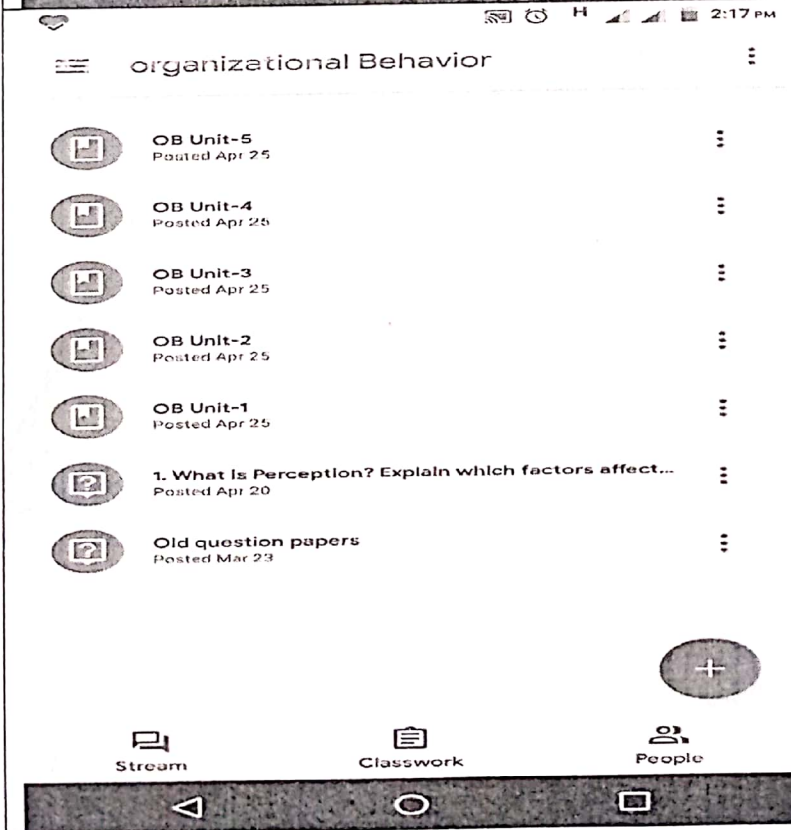 H 2:17 PM
organizational Behavior
OB Unit-5
Posted Apr 25
OB Unit-4
Posted Apr 25
OB Unit-3
Posted Apr 25
OB Unit-2
Posted Apr 25
OB Unit-1
Posted Apr 25
1. What is Perception? Explain which factors affect...
Posted Apr 20
Old question papers
Posted Mar 23
Stream Classwork People